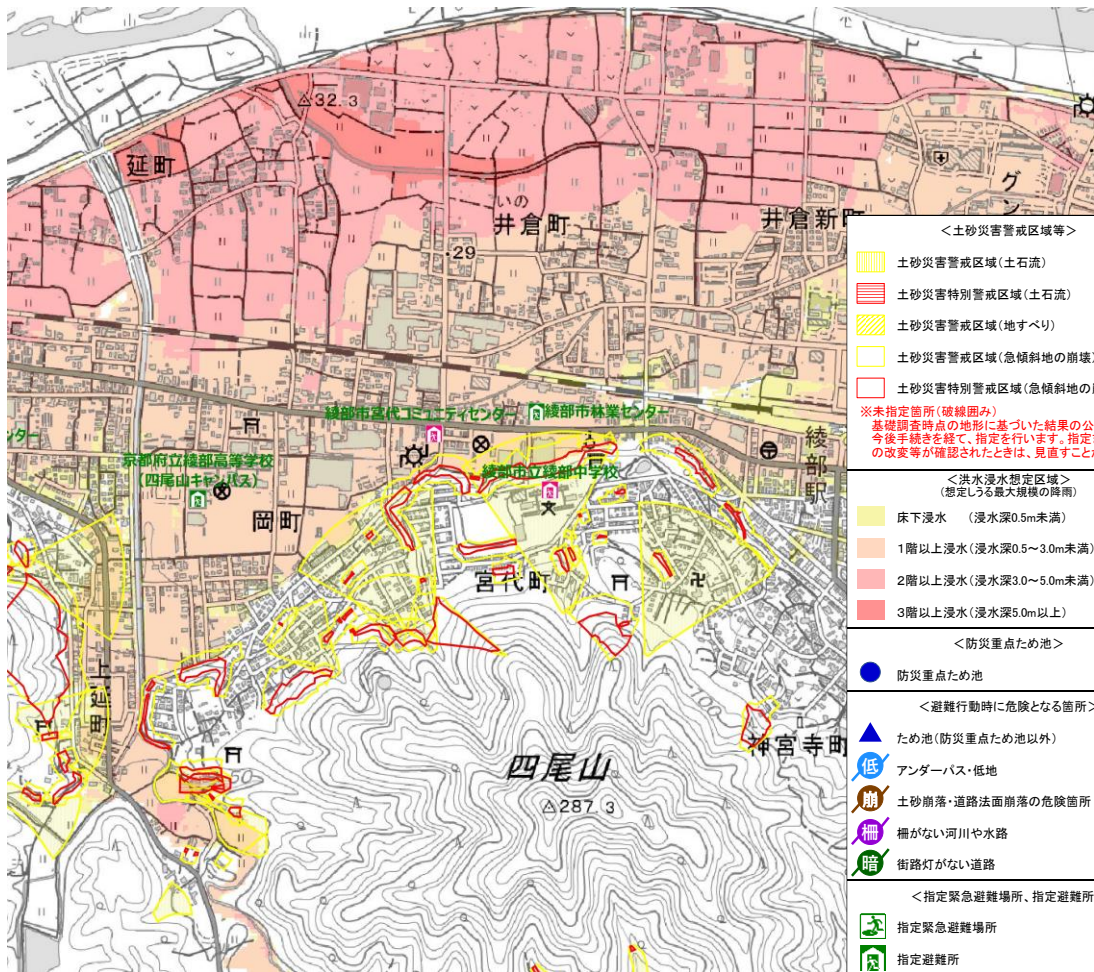 32.3
延町
いの
井倉町
井倉新町
グン
29
綾部市宮代コミュニティセンター
綾部市林業センター
ンター
京都府立綾部高等学校
(四尾山キャンパス)
綾部市立綾部中学校
綾部駅
岡町
宮代町
上延町
四尾山
287.3
神宮寺町
<土砂災害警戒区域等>
土砂災害警戒区域(土石流)
土砂災害特別警戒区域(土石流)
土砂災害警戒区域(地すべり)
土砂災害警戒区域(急傾斜地の崩壊)
土砂災害特別警戒区域(急傾斜地の
※未指定箇所(破線囲み)
基礎調査時点の地形に基づいた結果の公
今後手続きを経て、指定を行います。指定
の改変等が確認されたときは、見直すことが
<洪水浸水想定区域>
(想定しうる最大規模の降雨)
床下浸水 (浸水深0.5m未満)
1階以上浸水(浸水深0.5~3.0m未満)
2階以上浸水(浸水深3.0~5.0m未満)
3階以上浸水(浸水深5.0m以上)
<防災重点ため池>
防災重点ため池
<避難行動時に危険となる箇所>
ため池(防災重点ため池以外)
低 アンダーパス・低地
崩 土砂崩落・道路法面崩落の危険箇所
柵 柵がない河川や水路
暗 街路灯がない道路
<指定緊急避難場所、指定避難所
指定緊急避難場所
指定避難所